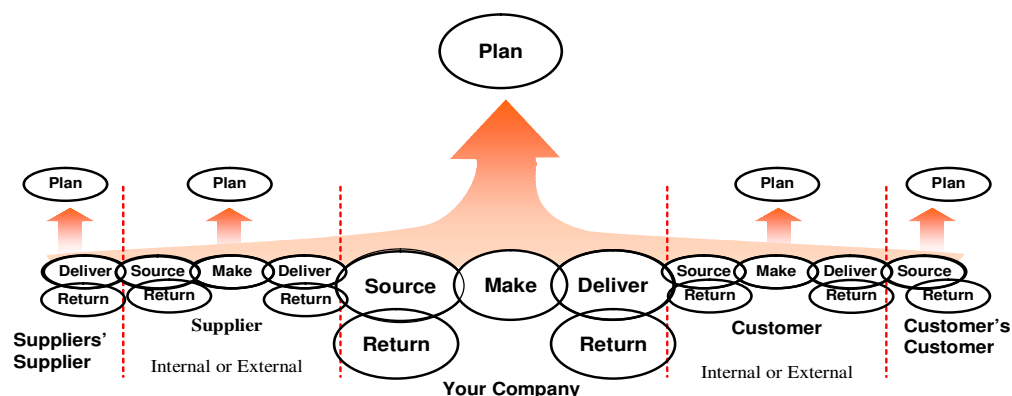 Plan
Plan
Plan
Plan
Plan
Deliver
Source
Make
Deliver
Source
Make
Deliver
Source
Make
Deliver
Source
Return
Return
Return
Return
Return
Return
Return
Return
Suppliers’
Supplier
Supplier
Internal or External
Your Company
Customer
Internal or External
Customer’s
Customer